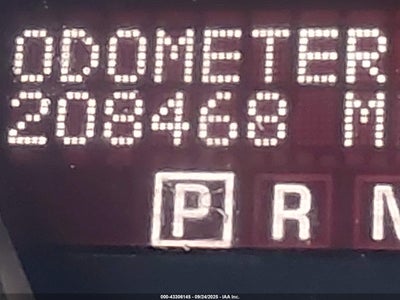 ODOMETER
208468 M
P R N
000-43306145 - 09/24/2025 - IAA Inc.